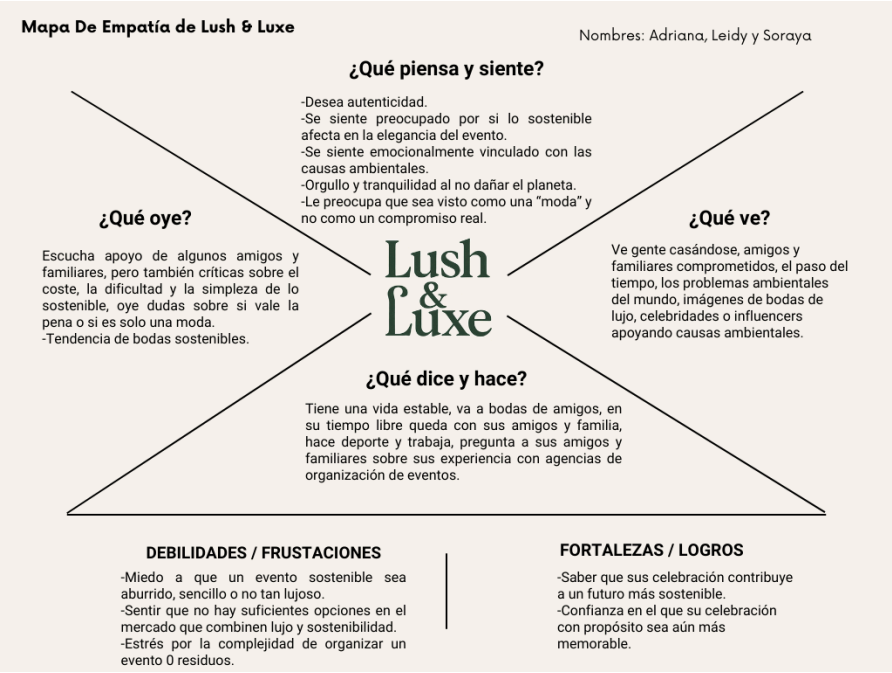 Mapa De Empatía de Lush & Luxe
Nombres: Adriana, Leidy y Soraya
¿Qué piensa y siente?
-Desea autenticidad.
-Se siente preocupado por si lo sostenible
afecta en la elegancia del evento.
-Se siente emocionalmente vinculado con las
causas ambientales.
-Orgullo y tranquilidad al no dañar el planeta.
-Le preocupa que sea visto como una “moda” y
no como un compromiso real.
¿Qué oye?
Escucha apoyo de algunos amigos y
familiares, pero también críticas sobre el
coste, la dificultad y la simpleza de lo
sostenible, oye dudas sobre si vale la
pena o si es solo una moda.
-Tendencia de bodas sostenibles.
Lush
&
Luxe
¿Qué ve?
Ve gente casándose, amigos y
familiares comprometidos, el paso del
tiempo, los problemas ambientales
del mundo, imágenes de bodas de
lujo, celebridades o influencers
apoyando causas ambientales.
¿Qué dice y hace?
Tiene una vida estable, va a bodas de amigos, en
su tiempo libre queda con sus amigos y familia,
hace deporte y trabaja, pregunta a sus amigos y
familiares sobre sus experiencia con agencias de
organización de eventos.
DEBILIDADES / FRUSTACIONES
-Miedo a que un evento sostenible sea
aburrido, sencillo o no tan lujoso.
-Sentir que no hay suficientes opciones en el
mercado que combinen lujo y sostenibilidad.
-Estrés por la complejidad de organizar un
evento 0 residuos.
FORTALEZAS / LOGROS
-Saber que sus celebración contribuye
a un futuro más sostenible.
-Confianza en el que su celebración
con propósito sea aún más
memorable.